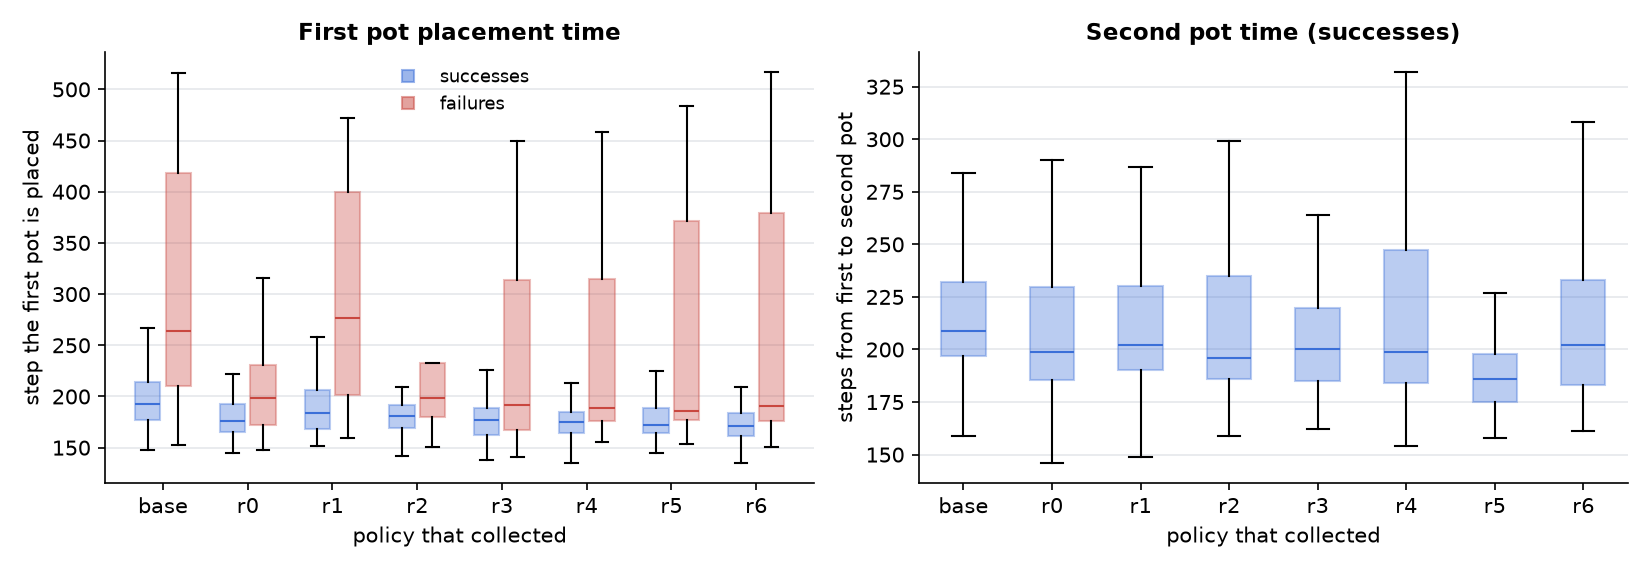 First pot placement time
successes
failures
step the first pot is placed
500
450
400
350
300
250
200
150
base r0 r1 r2 r3 r4 r5 r6
policy that collected
Second pot time (successes)
steps from first to second pot
325
300
275
250
225
200
175
150
base r0 r1 r2 r3 r4 r5 r6
policy that collected